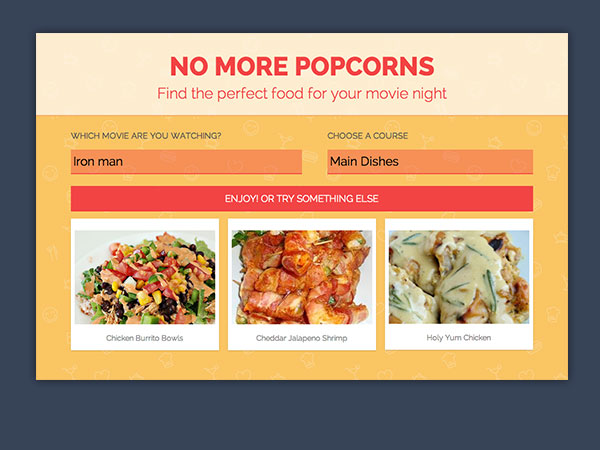 NO MORE POPCORNS
Find the perfect food for your movie night
WHICH MOVIE ARE YOU WATCHING?
CHOOSE A COURSE
Iron man
Main Dishes
ENJOY! OR TRY SOMETHING ELSE
Chicken Burrito Bowls
Cheddar Jalapeno Shrimp
Holy Yum Chicken